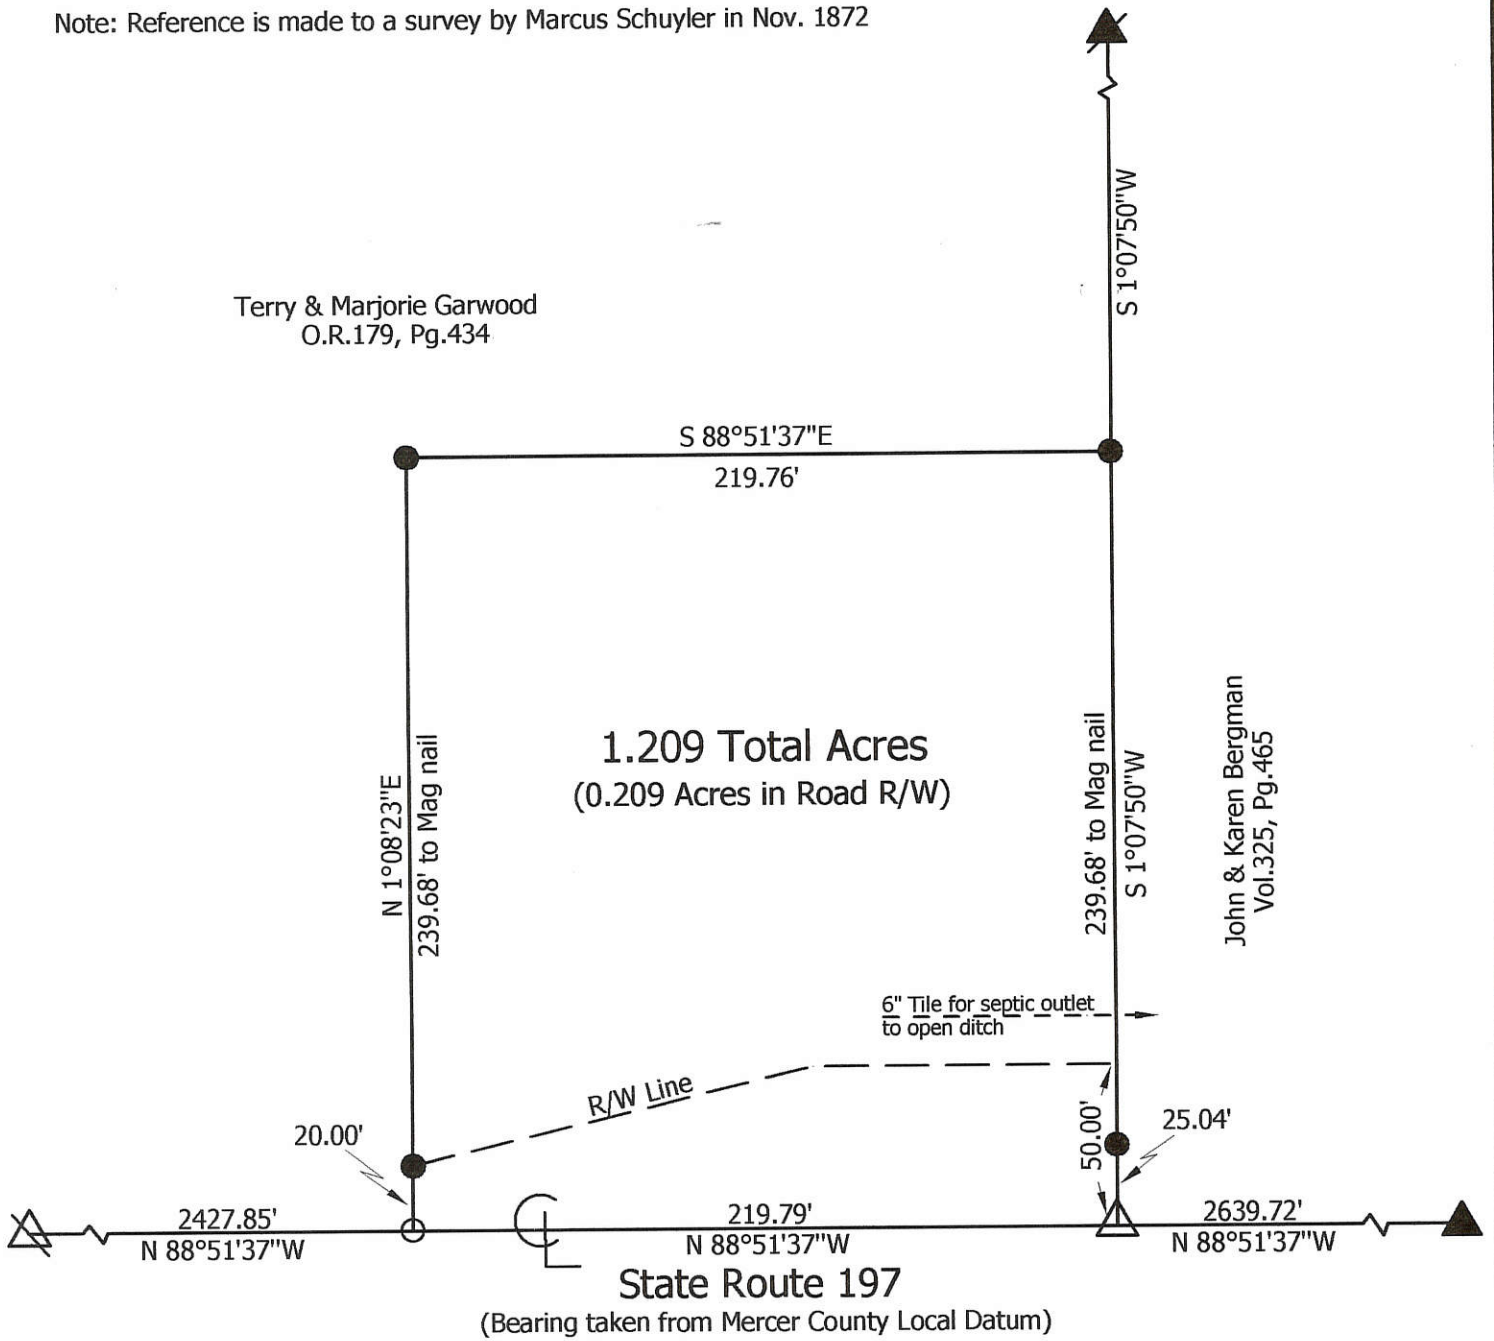 Note: Reference is made to a survey by Marcus Schuyler in Nov. 1872
S 1°07'50"W
Terry & Marjorie Garwood
O.R.179, Pg.434
S 88°51'37"E
219.76'
1.209 Total Acres
(0.209 Acres in Road R/W)
N 1°08'23"E
239.68' to Mag nail
239.68' to Mag nail
S 1°07'50"W
John & Karen Bergman
Vol.325, Pg.465
6" Tile for septic outlet
to open ditch
R/W Line
20.00'
50.00'
25.04'
2427.85'
N 88°51'37"W
CL
219.79'
N 88°51'37"W
2639.72'
N 88°51'37"W
State Route 197
(Bearing taken from Mercer County Local Datum)